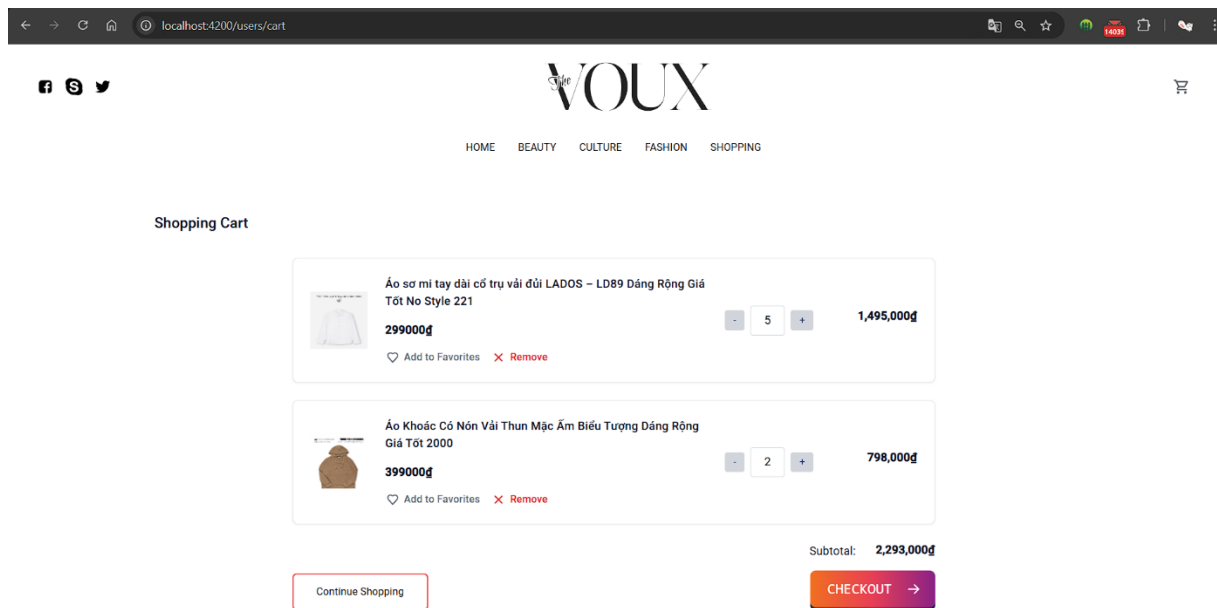 localhost:4200/users/cart
14035
The VOUX
HOME BEAUTY CULTURE FASHION SHOPPING
Shopping Cart
Áo sơ mi tay dài cổ trụ vải đủi LADOS – LD89 Dáng Rộng Giá
Tốt No Style 221
299000₫
- 5 +
1,495,000₫
Add to Favorites Remove
Áo Khoác Có Nón Vải Thun Mặc Ấm Biểu Tượng Dáng Rộng
Giá Tốt 2000
399000₫
- 2 +
798,000₫
Add to Favorites Remove
Subtotal: 2,293,000₫
Continue Shopping
CHECKOUT →